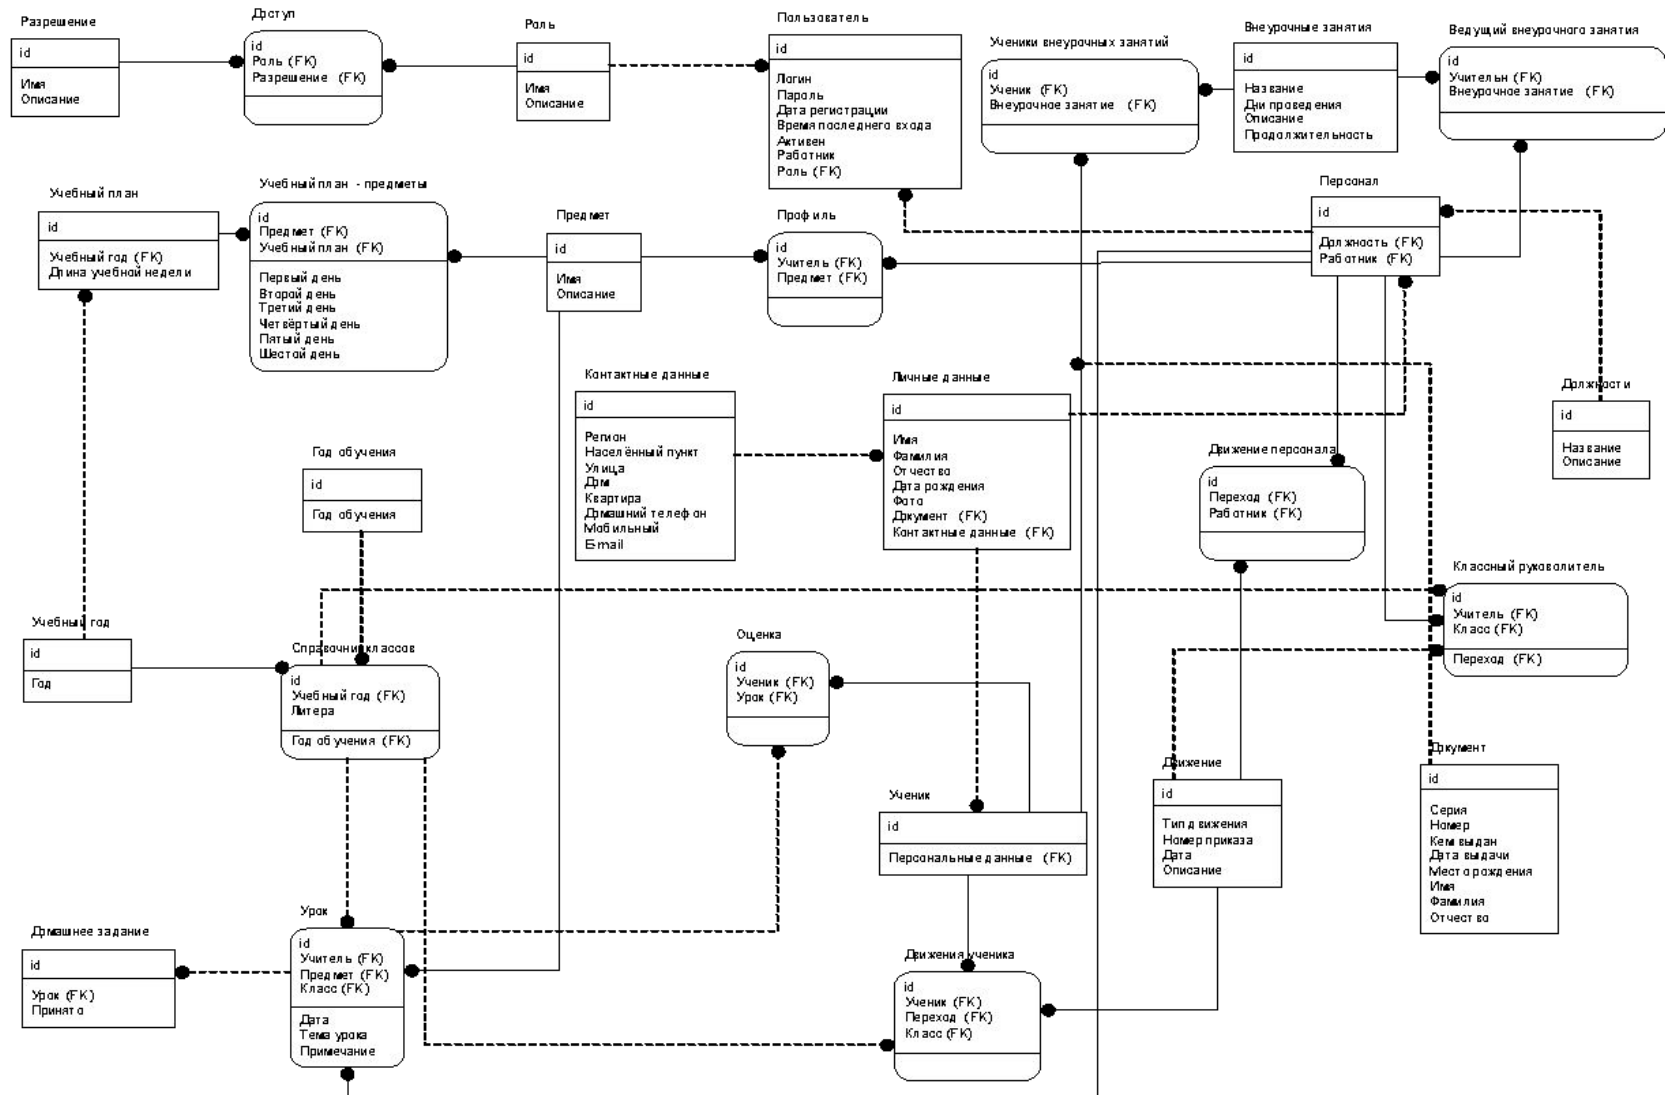 Разрешение
id
Имя
Описание
Доступ
id
Роль (FK)
Разрешение (FK)
Роль
id
Имя
Описание
Пользователь
id
Логин
Пароль
Дата регистрации
Время последнего входа
Активен
Работник
Роль (FK)
Ученики внеурочных занятий
id
Ученик (FK)
Внеурочное занятие (FK)
Внеурочные занятия
id
Название
Дни проведения
Описание
Продолжительность
Ведущий внеурочного занятия
id
Учительн (FK)
Внеурочное занятие (FK)
Учебный план
id
Учебный год (FK)
Длина учебной недели
Учебный план - предметы
id
Предмет (FK)
Учебный план (FK)
Первый день
Второй день
Третий день
Четвёртый день
Пятый день
Шестой день
Предмет
id
Имя
Описание
Профиль
id
Учитель (FK)
Предмет (FK)
Персонал
id
Должность (FK)
Работник (FK)
Контактные данные
id
Регион
Населённый пункт
Улица
Дом
Квартира
Домашний телефон
Мобильный
E-mail
Личные данные
id
Имя
Фамилия
Отчество
Дата рождения
Фото
Документ (FK)
Контактные данные (FK)
Должности
id
Название
Описание
Год обучения
id
Год обучения
Движение персонала
id
Переход (FK)
Работник (FK)
Классный руководитель
id
Учитель (FK)
Класс (FK)
Переход (FK)
Учебный год
id
Год
Справочник классов
id
Учебный год (FK)
Литера
Год обучения (FK)
Оценка
id
Ученик (FK)
Урок (FK)
Ученик
id
Персональные данные (FK)
Движение
id
Тип движения
Номер приказа
Дата
Описание
Документ
id
Серия
Номер
Кем выдан
Дата выдачи
Место рождения
Имя
Фамилия
Отчество
Домашнее задание
id
Урок (FK)
Принято
Урок
id
Учитель (FK)
Предмет (FK)
Класс (FK)
Дата
Тема урока
Примечание
Движения ученика
id
Ученик (FK)
Переход (FK)
Класс (FK)